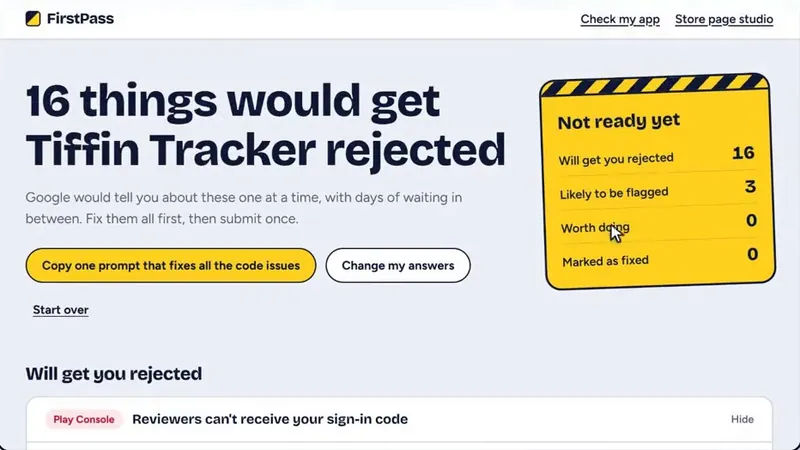 FirstPass
Check my app
Store page studio
16 things would get
Tiffin Tracker rejected
Google would tell you about these one at a time, with days of waiting in
between. Fix them all first, then submit once.
Copy one prompt that fixes all the code issues
Change my answers
Start over
Not ready yet
Will get you rejected 16
Likely to be flagged 3
Worth doing 0
Marked as fixed 0
Will get you rejected
Play Console
Reviewers can't receive your sign-in code
Hide